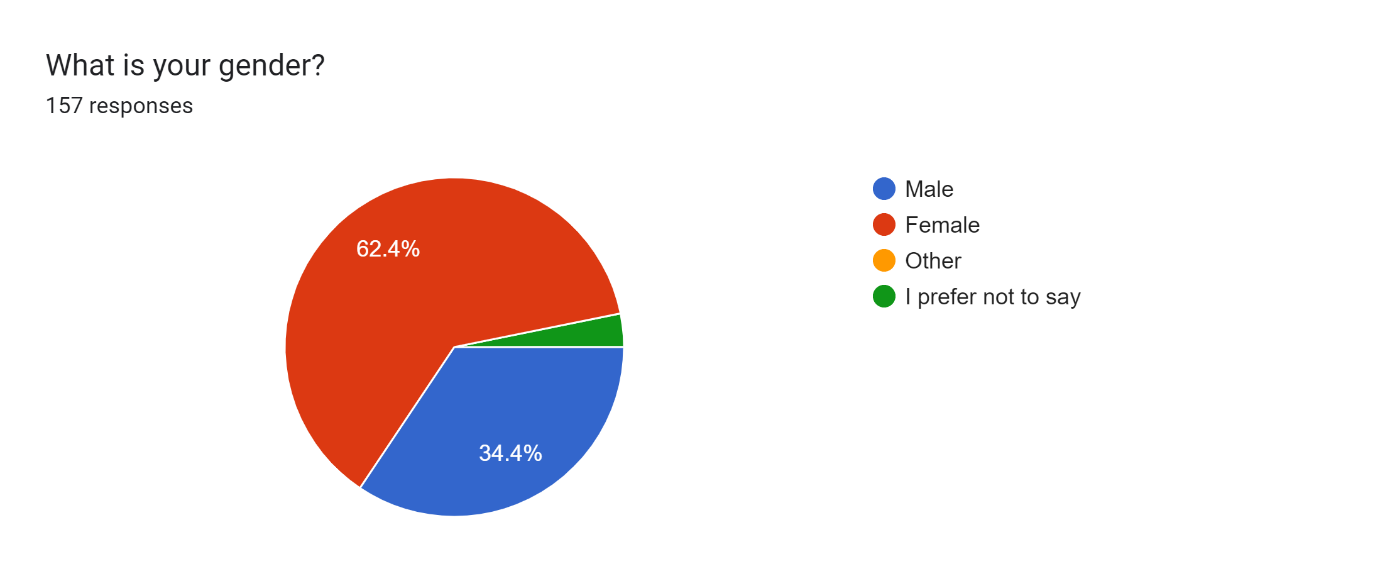 What is your gender?
157 responses
62.4%
34.4%
Male
Female
Other
I prefer not to say